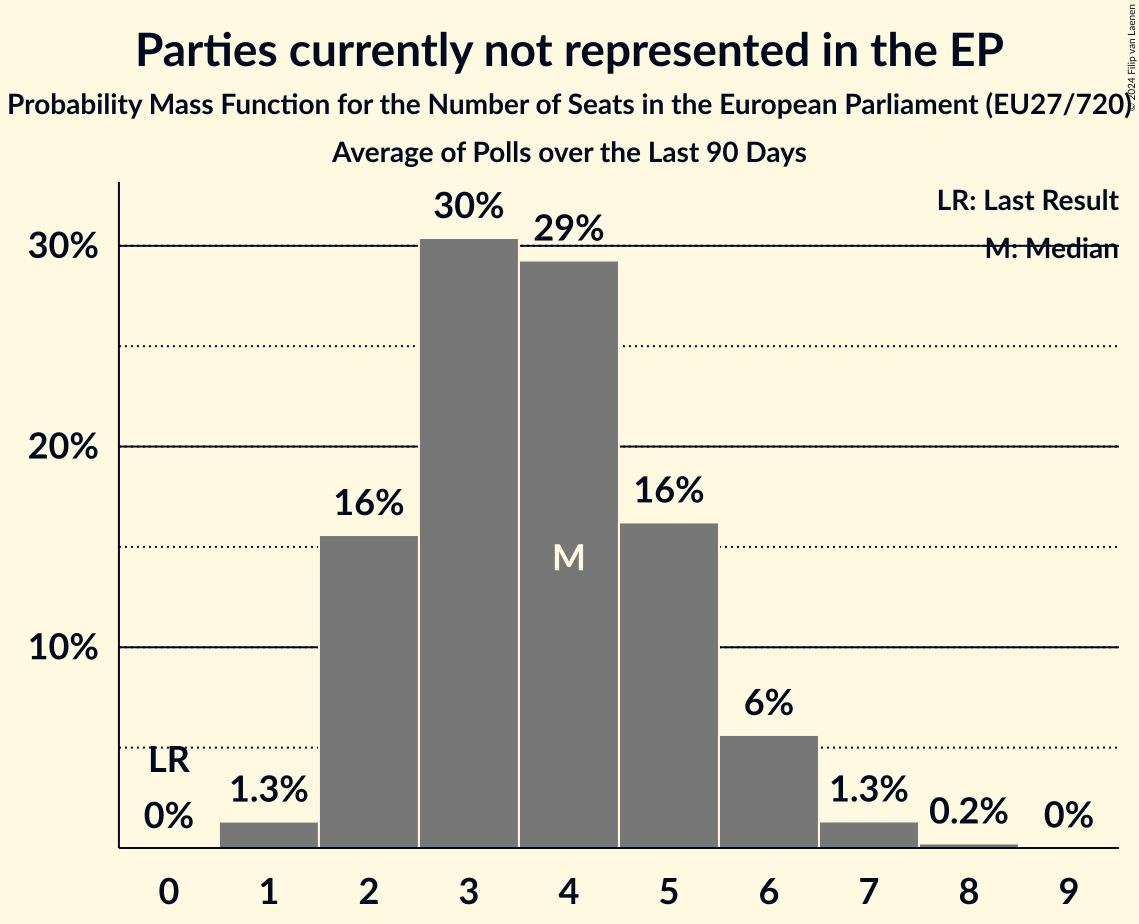 Parties currently not represented in the EP
Probability Mass Function for the Number of Seats in the European Parliament (EU27/720)
Average of Polls over the Last 90 Days
© 2024 Filip van Laenen
LR: Last Result
M: Median
30%
20%
10%
LR
0%
1.3%
16%
30%
29%
M
16%
6%
1.3%
0.2%
0%
0 1 2 3 4 5 6 7 8 9